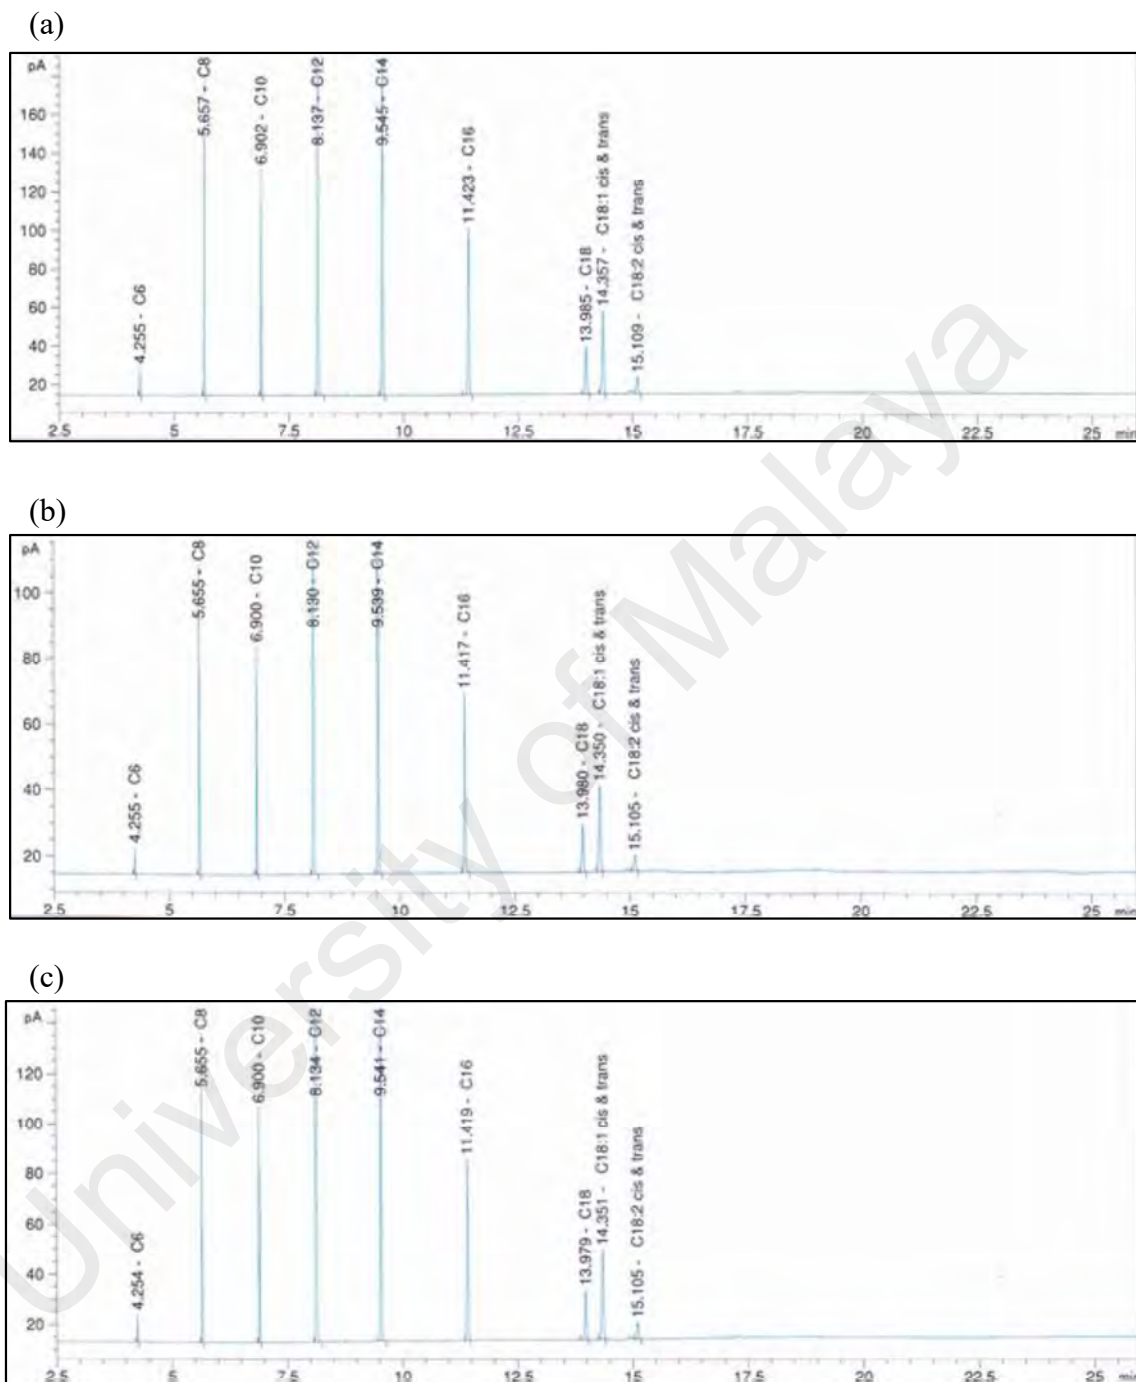 (a)
pA
160
140
120
100
80
60
40
20
4.255 - C6
5.657 - C8
6.902 - C10
8.137 - C12
9.545 - C14
11.423 - C16
13.985 - C18
14.357 - C18:1 cis & trans
15.109 - C18:2 cis & trans
2.5 5 7.5 10 12.5 15 17.5 20 22.5 25 min
(b)
pA
100
80
60
40
20
4.255 - C6
5.655 - C8
6.900 - C10
8.130 - C12
9.539 - C14
11.417 - C16
13.980 - C18
14.350 - C18:1 cis & trans
15.105 - C18:2 cis & trans
2.5 5 7.5 10 12.5 15 17.5 20 22.5 25 min
(c)
pA
120
100
80
60
40
20
4.254 - C6
5.655 - C8
6.900 - C10
8.134 - C12
9.541 - C14
11.419 - C16
13.979 - C18
14.351 - C18:1 cis & trans
15.105 - C18:2 cis & trans
2.5 5 7.5 10 12.5 15 17.5 20 22.5 25 min
University of Malaya